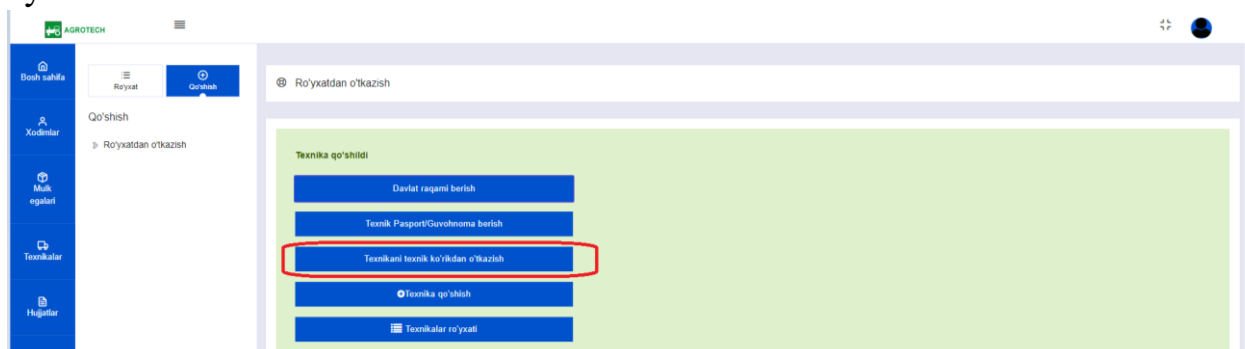 AGROTECH
Bosh sahifa
Ro'yxat
Qo'shish
Ro'yxatdan o'tkazish
Xodimlar
Qo'shish
Ro'yxatdan o'tkazish
Texnika qo'shildi
Mulk
egalari
Davlat raqami berish
Texnik Pasport/Guvohnoma berish
Texnikalar
Texnikani texnik ko'rikdan o'tkazish
Texnika qo'shish
Hujjatlar
Texnikalar ro'yxati